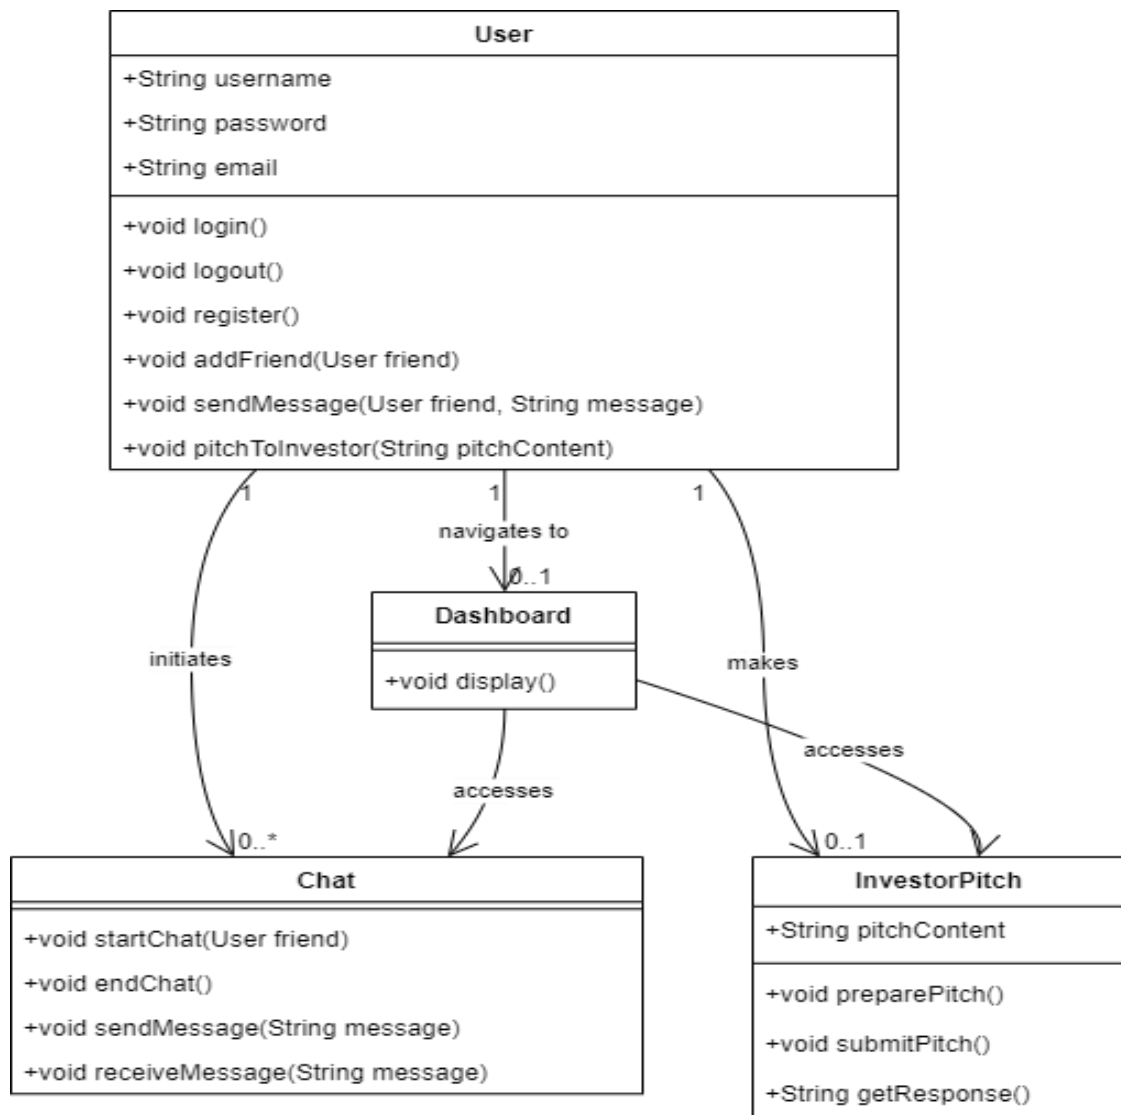 User
+String username
+String password
+String email
+void login()
+void logout()
+void register()
+void addFriend(User friend)
+void sendMessage(User friend, String message)
+void pitchToInvestor(String pitchContent)
1
1
1
navigates to
0..1
Dashboard
+void display()
initiates
makes
accesses
accesses
0..*
0..1
Chat
+void startChat(User friend)
+void endChat()
+void sendMessage(String message)
+void receiveMessage(String message)
InvestorPitch
+String pitchContent
+void preparePitch()
+void submitPitch()
+String getResponse()